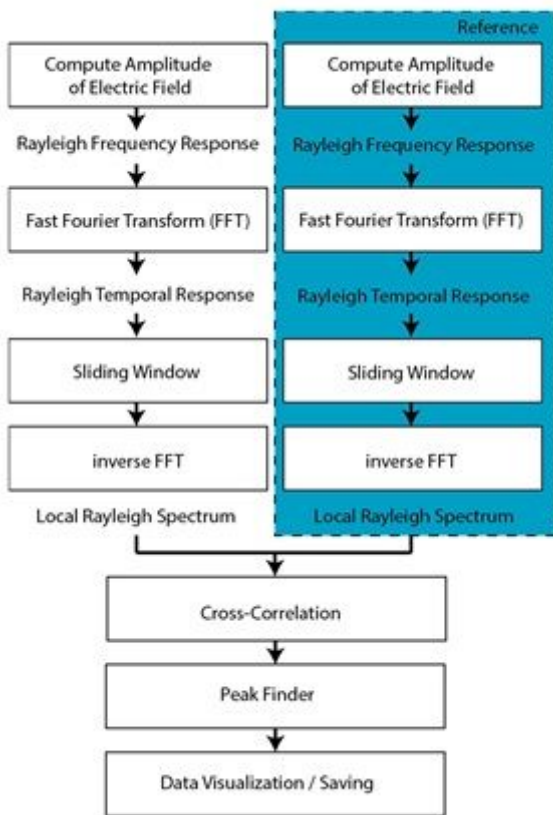 Reference
Compute Amplitude
of Electric Field
Rayleigh Frequency Response
Fast Fourier Transform (FFT)
Rayleigh Temporal Response
Sliding Window
inverse FFT
Local Rayleigh Spectrum
Compute Amplitude
of Electric Field
Rayleigh Frequency Response
Fast Fourier Transform (FFT)
Rayleigh Temporal Response
Sliding Window
inverse FFT
Local Rayleigh Spectrum
Cross-Correlation
Peak Finder
Data Visualization / Saving